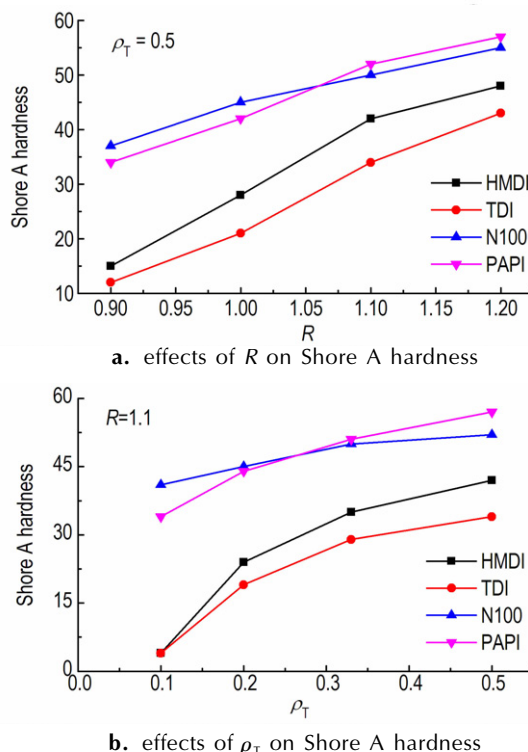 60
50
40
30
20
10
Shore A hardness
ρT = 0.5
HMDI
TDI
N100
PAPI
0.90 0.95 1.00 1.05 1.10 1.15 1.20
R
a. effects of R on Shore A hardness
60
45
30
15
0
Shore A hardness
R=1.1
HMDI
TDI
N100
PAPI
0.0 0.1 0.2 0.3 0.4 0.5
ρT
b. effects of ρT on Shore A hardness